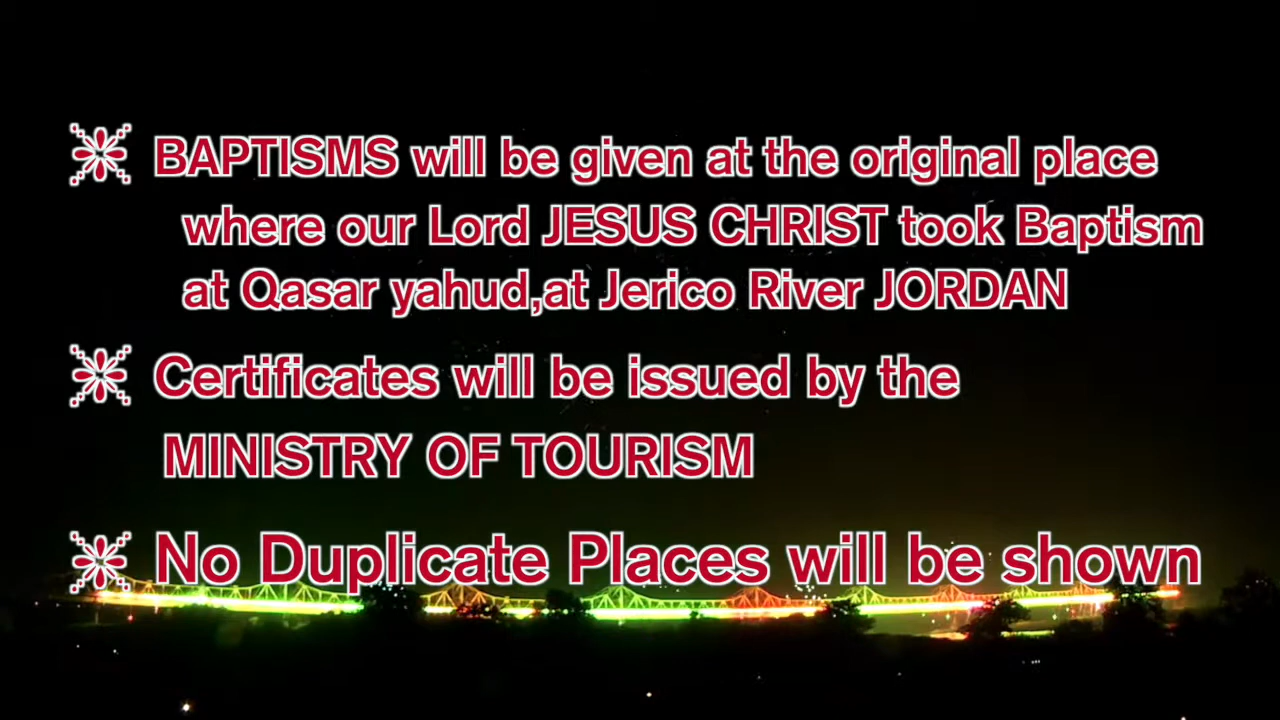 BAPTISMS will be given at the original place
where our Lord JESUS CHRIST took Baptism
at Qasar yahud,at Jerico River JORDAN
Certificates will be issued by the
MINISTRY OF TOURISM
No Duplicate Places will be shown